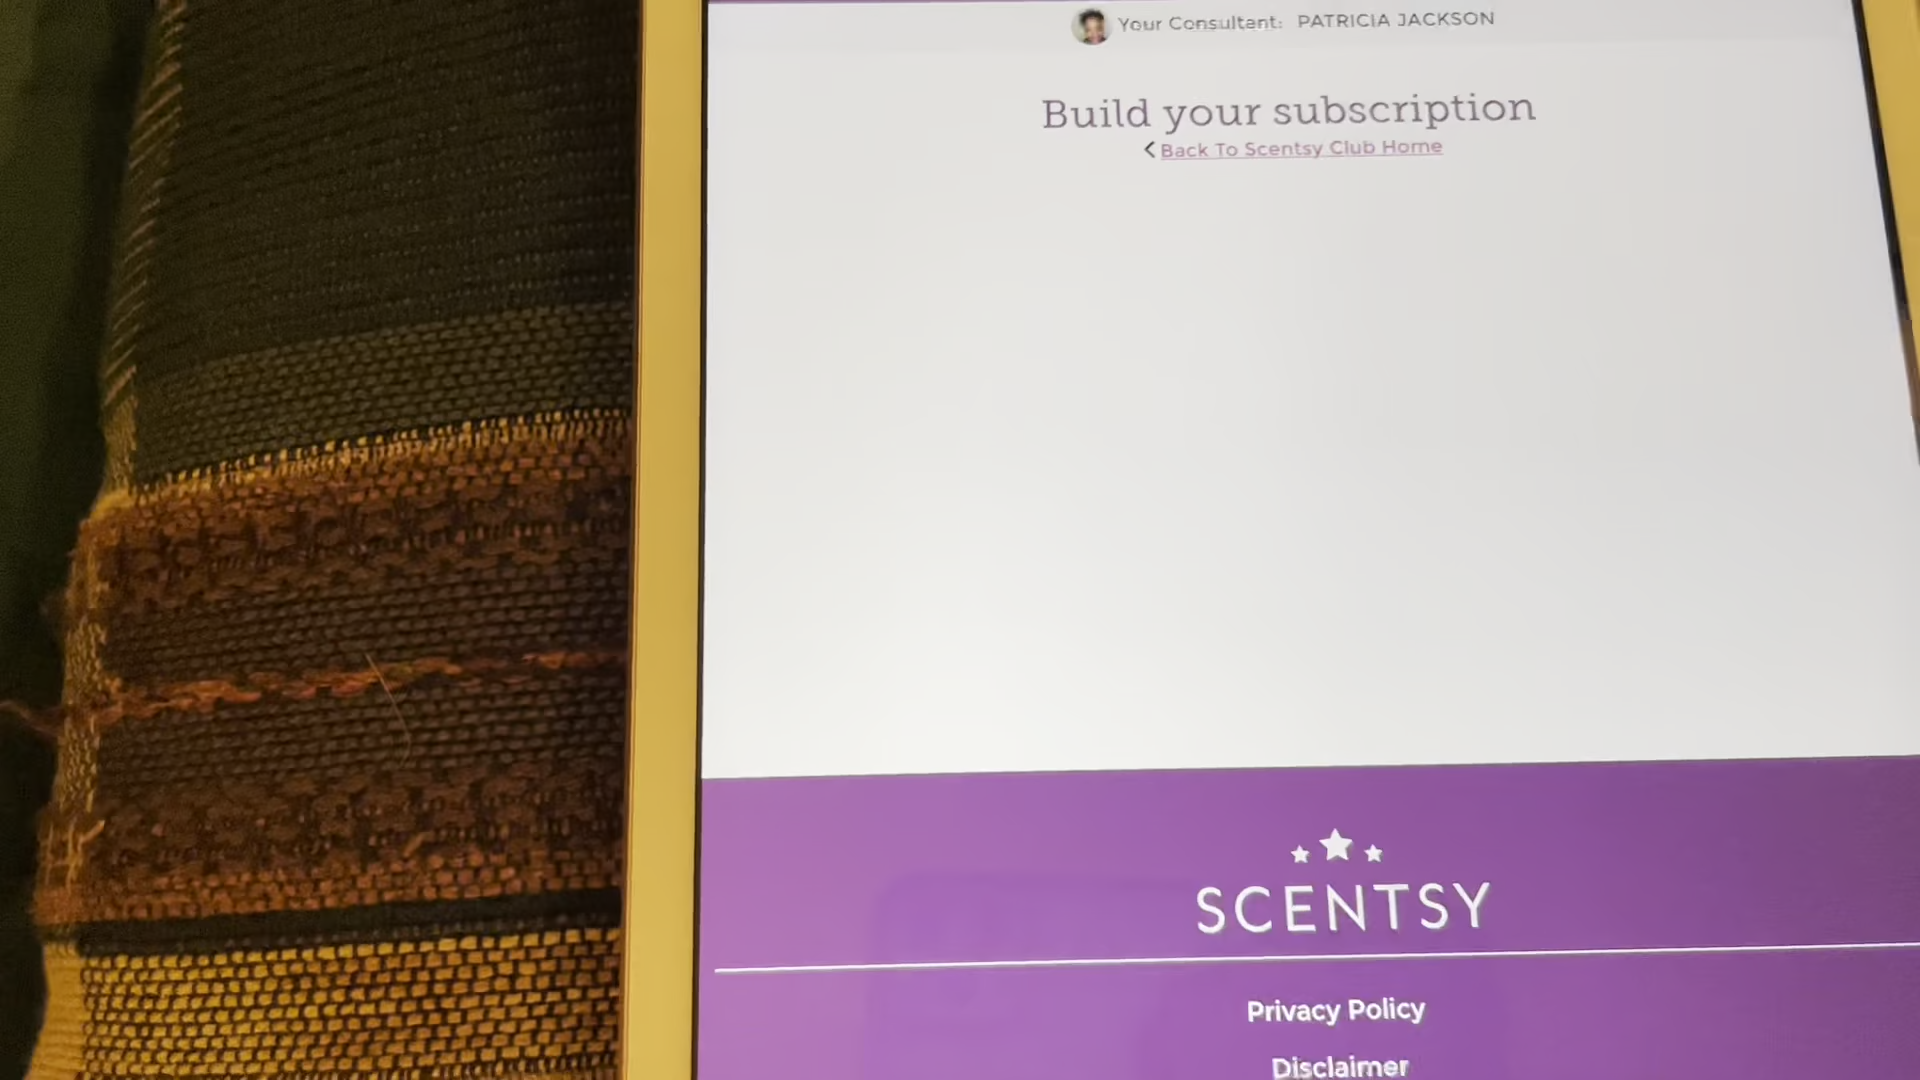 Your Consultant: PATRICIA JACKSON
Build your subscription
Back To Scentsy Club Home
SCENTSY
Privacy Policy
Disclaimer